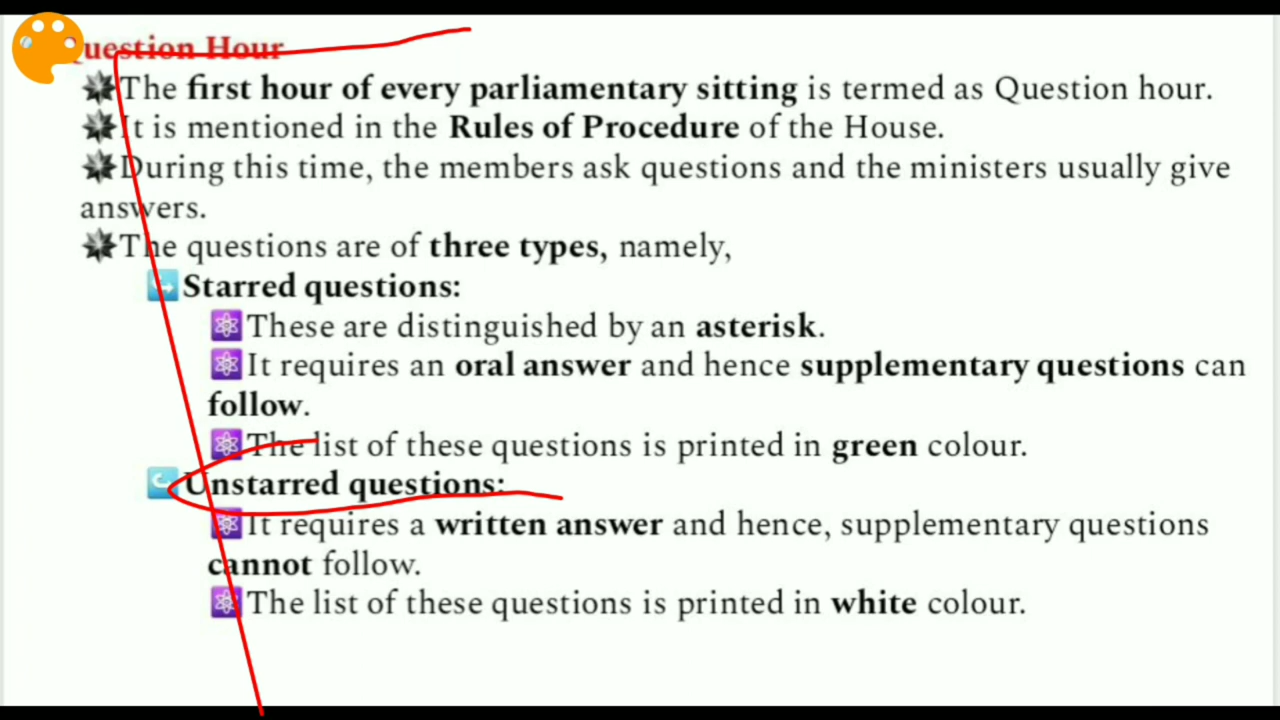 Question Hour
The first hour of every parliamentary sitting is termed as Question hour.
It is mentioned in the Rules of Procedure of the House.
During this time, the members ask questions and the ministers usually give
answers.
The questions are of three types, namely,
Starred questions:
These are distinguished by an asterisk.
It requires an oral answer and hence supplementary questions can
follow.
The list of these questions is printed in green colour.
Unstarred questions:
It requires a written answer and hence, supplementary questions
cannot follow.
The list of these questions is printed in white colour.